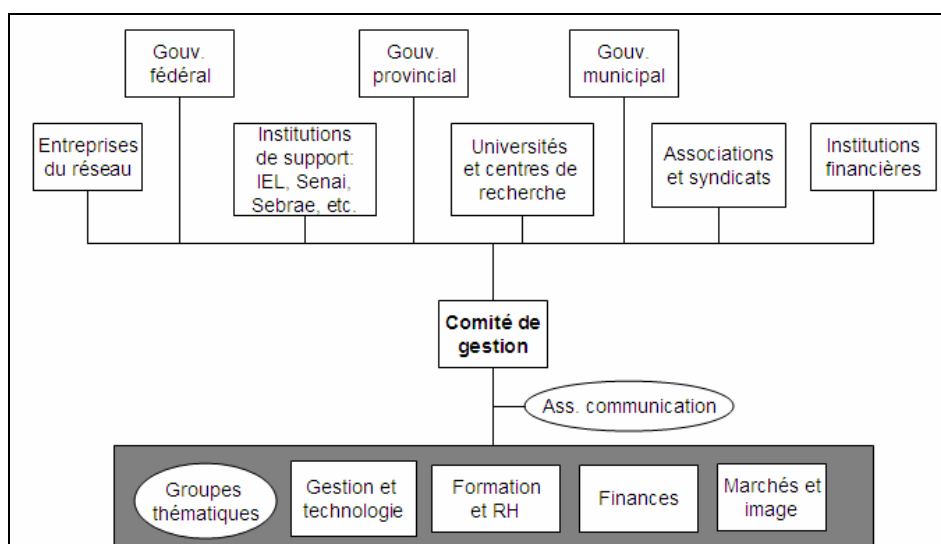 Gouv.
fédéral
Gouv.
provincial
Gouv.
municipal
Entreprises
du réseau
Institutions
de support:
IEL, Senai,
Sebrae, etc.
Universités
et centres de
recherche
Associations
et syndicats
Institutions
financières
Comité de
gestion
Ass. communication
Groupes
thématiques
Gestion et
technologie
Formation
et RH
Finances
Marchés et
image